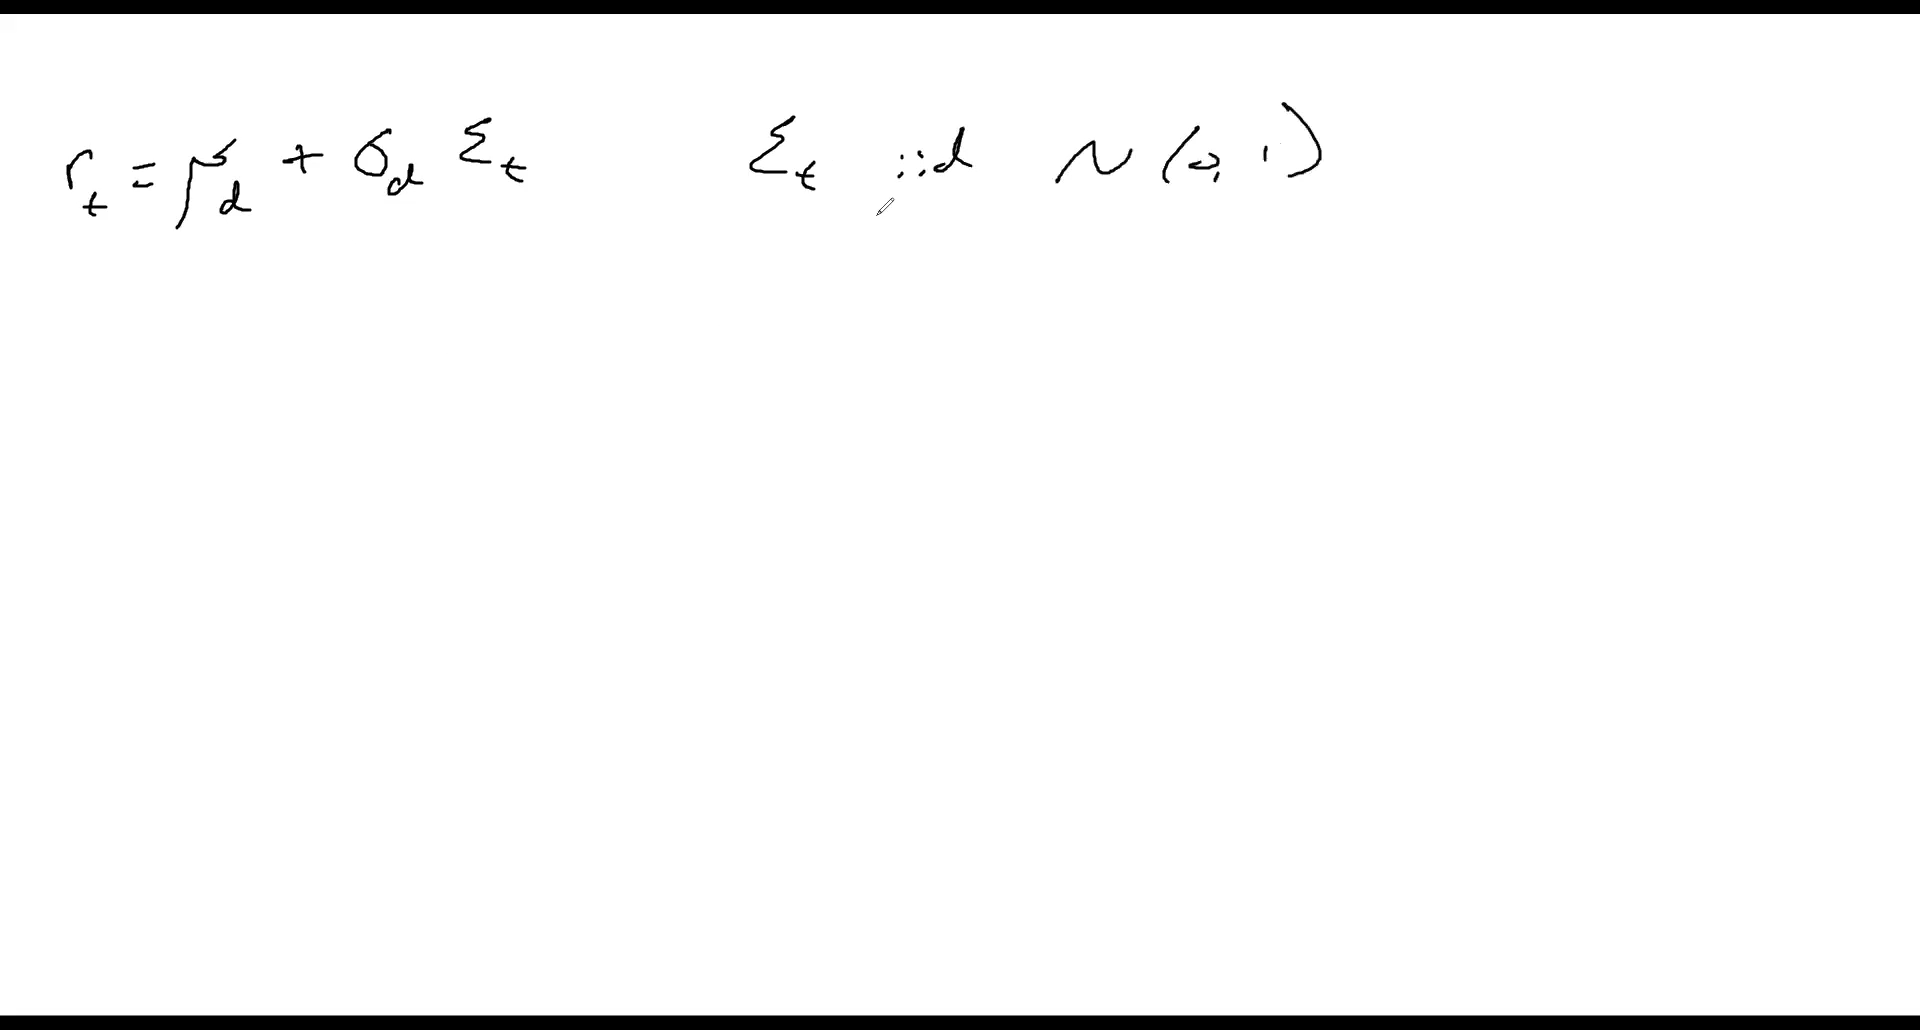 r_t = μ_d + σ_d ε_t    ε_t iid N(0, 1)